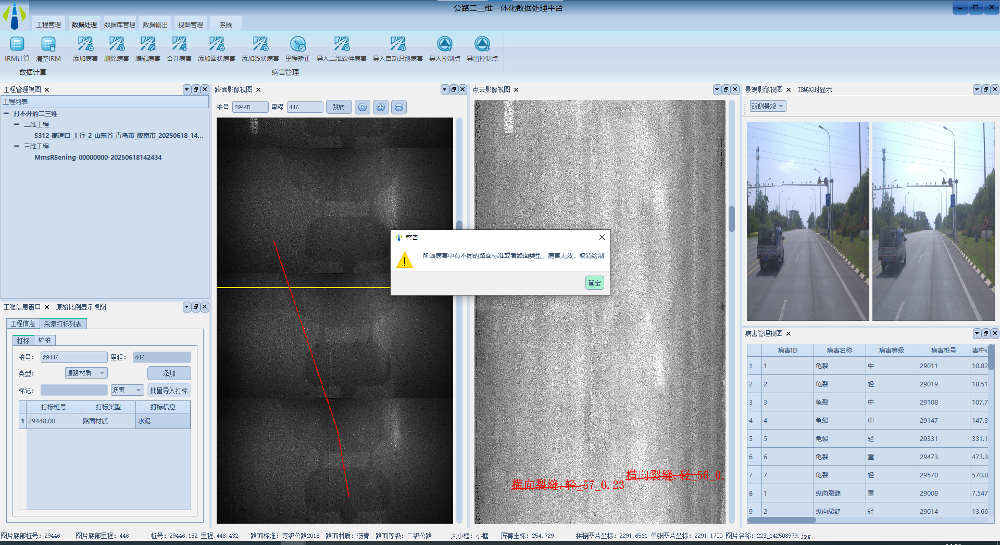 公路二三维一体化数据处理平台
工程管理 数据处理 数据库管理 数据输出 视图管理 系统
IRM计算 清空IRM 添加病害 删除病害 编辑病害 合并病害 添加面状病害 添加线状病害 里程矫正 导入二维软件病害 导入自动识别病害 导入控制点 导出控制点
数据计算 病害管理
工程管理视图
工程列表
打不开的二三维
二维工程
S312_高速口_上行_2_山东省_青岛市_胶南市_20250618_14...
三维工程
MmsRSening-00000000-20250618142434
路面影像视图
桩号 29445 里程 446 跳转
点云影像视图
横向裂缝.轻_57_0.23
横向裂缝.轻_56_0.
景观影像视图 IRM实时显示
双侧景观
警告
所画病害中有不同的路面标准或者路面类型，病害无效，取消绘制
确定
工程信息窗口 原始比例显示视图
工程信息 采集打标列表
打标 较桩
桩号： 29446 里程： 446
类型： 道路材质 添加
标记： 沥青 批量导入打标
打标桩号 打标类型 打标信息
1 29448.00 路面材质 水泥
病害管理视图
病害ID 病害名称 病害等级 病害桩号 害中心
1 1 龟裂 中 29011 10.82
2 2 龟裂 轻 29019 18.51
3 3 龟裂 中 29108 107.7
4 4 龟裂 中 29147 147.3
5 5 龟裂 轻 29331 331.1
6 6 龟裂 重 29473 473.3
7 7 龟裂 轻 29570 570.8
8 1 纵向裂缝 重 29008 7.547
9 2 纵向裂缝 轻 29014 13.66
图片底部桩号: 29446 图片底部里程: 446 桩号: 29446.152 里程:446.432 路面标准: 等级公路2018 路面材质: 沥青 路面等级: 二级公路 大小框: 小框 屏幕坐标: 254,729 拼接图片坐标: 2291,6561 单张图片坐标: 2291,1700 图片名称: 223_142508979.jpg